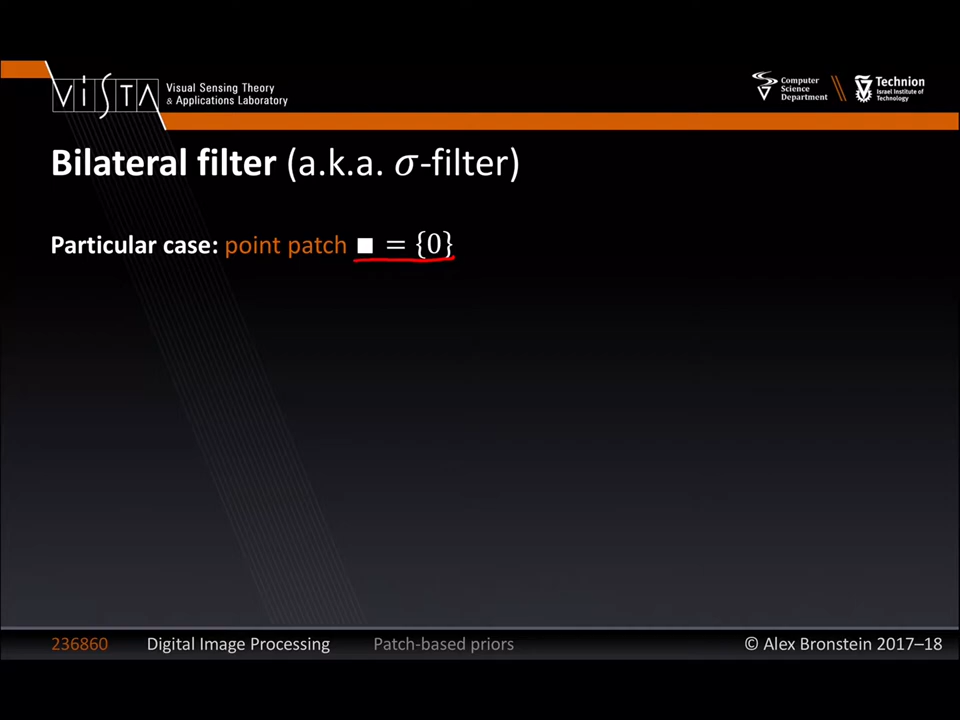 VISTA
Visual Sensing Theory
& Applications Laboratory
Computer
Science
Department
Technion
Israel Institute of
Technology
Bilateral filter (a.k.a. σ-filter)
Particular case: point patch ■ = {0}
236860 Digital Image Processing Patch-based priors © Alex Bronstein 2017–18